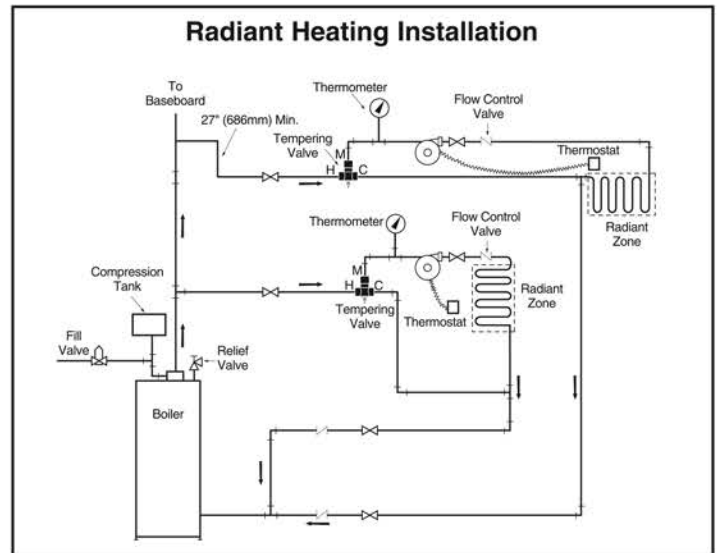 Radiant Heating Installation
To
Baseboard
27" (686mm) Min.
Thermometer
Flow Control
Valve
Tempering
Valve
Thermostat
M
H
C
Radiant
Zone
Thermometer
Flow Control
Valve
Compression
Tank
M
H
C
Radiant
Zone
Tempering
Valve
Thermostat
Fill
Valve
Relief
Valve
Boiler